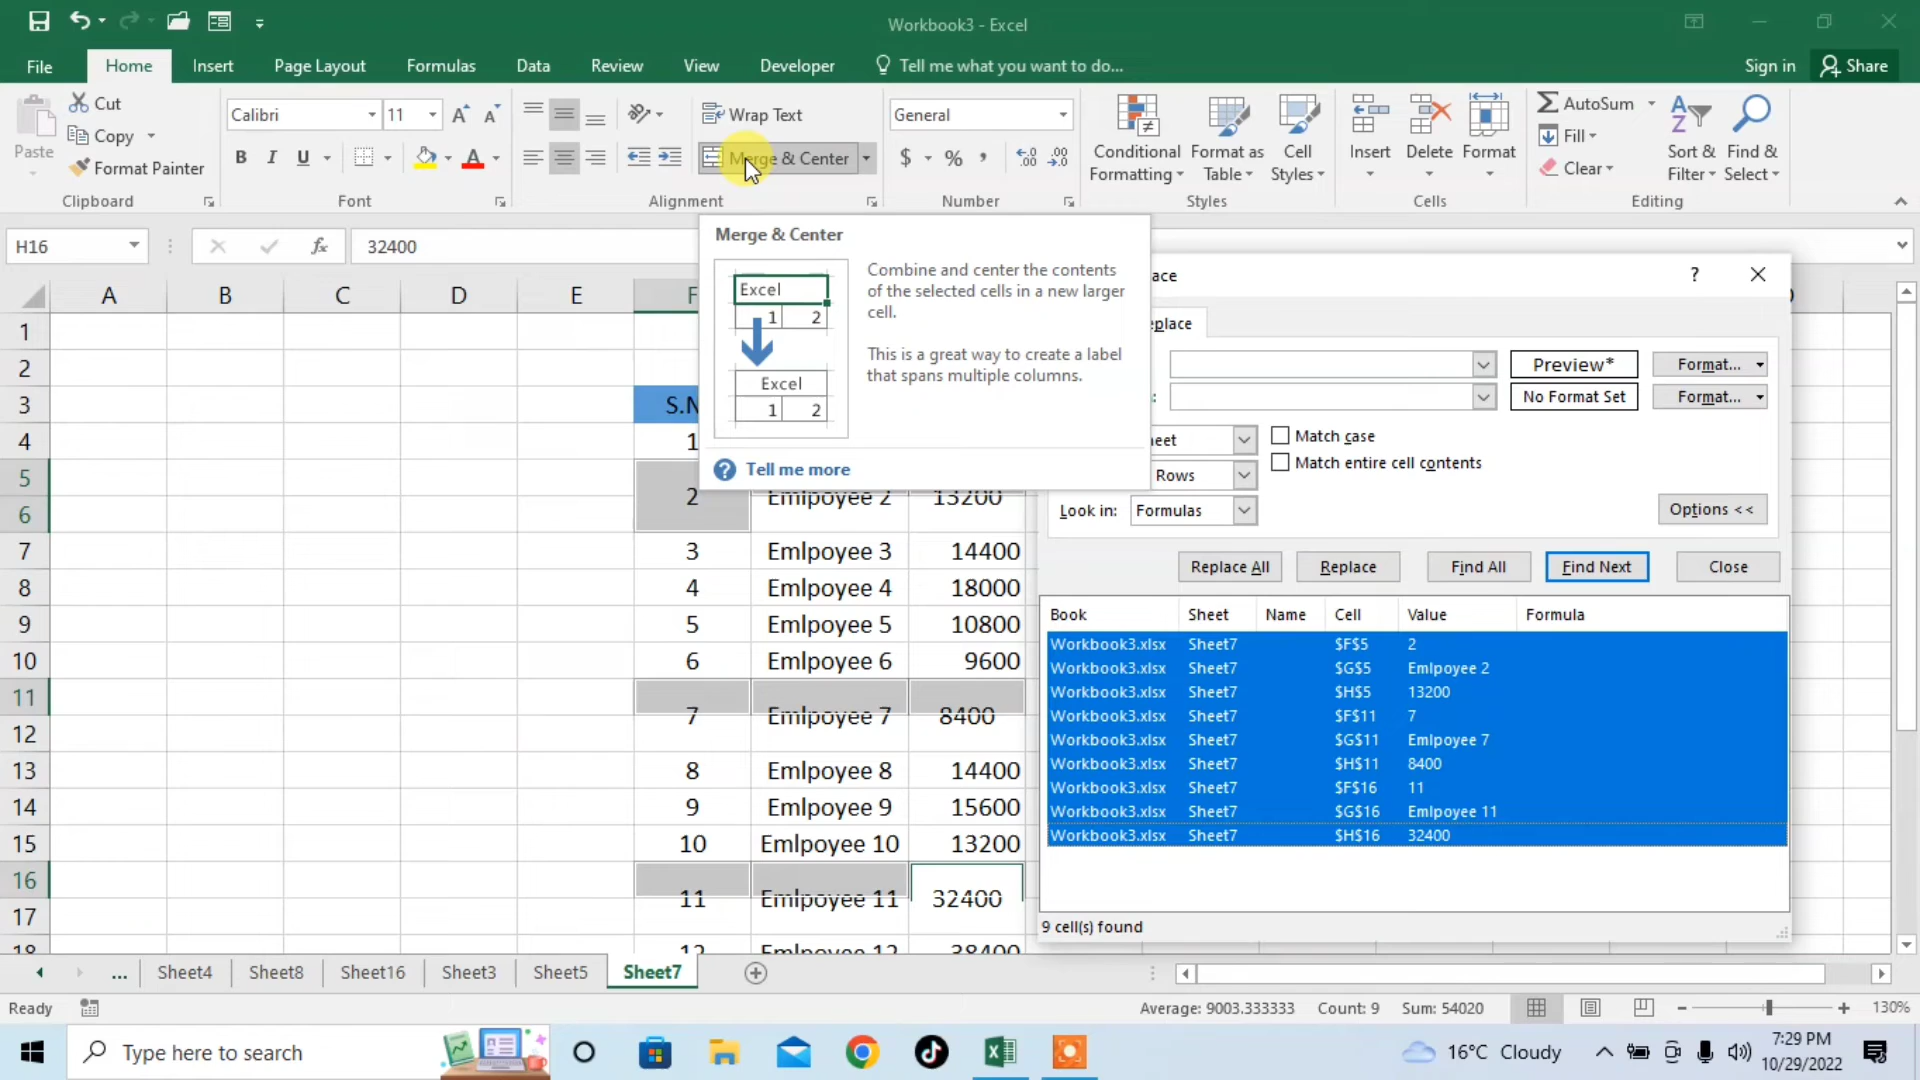 Workbook3 - Excel
File Home Insert Page Layout Formulas Data Review View Developer Tell me what you want to do... Sign in Share
Paste
Cut
Copy
Format Painter
Clipboard
Calibri 11
B I U
Font
Wrap Text
Merge & Center
Alignment
General
$ % ,
Number
Conditional Formatting
Format as Table
Cell Styles
Styles
Insert
Delete
Format
Cells
AutoSum
Fill
Clear
Sort & Filter
Find & Select
Editing
H16 fx 32400
Merge & Center
Excel
1 2
Excel
1 2
Combine and center the contents
of the selected cells in a new larger
cell.
This is a great way to create a label
that spans multiple columns.
Tell me more
A B C D E F
1
2
3 S.N
4 1
5
6 2 Emlpoyee 2 13200
7 3 Emlpoyee 3 14400
8 4 Emlpoyee 4 18000
9 5 Emlpoyee 5 10800
10 6 Emlpoyee 6 9600
11
12 7 Emlpoyee 7 8400
13 8 Emlpoyee 8 14400
14 9 Emlpoyee 9 15600
15 10 Emlpoyee 10 13200
16
17 11 Emlpoyee 11 32400
18 12 Emlpoyee 12 38400
ace ?
eplace
Preview* Format...
: No Format Set Format...
eet Match case
Rows Match entire cell contents
Look in: Formulas Options <<
Replace All Replace Find All Find Next Close
Book Sheet Name Cell Value Formula
Workbook3.xlsx Sheet7 $F$5 2
Workbook3.xlsx Sheet7 $G$5 Emlpoyee 2
Workbook3.xlsx Sheet7 $H$5 13200
Workbook3.xlsx Sheet7 $F$11 7
Workbook3.xlsx Sheet7 $G$11 Emlpoyee 7
Workbook3.xlsx Sheet7 $H$11 8400
Workbook3.xlsx Sheet7 $F$16 11
Workbook3.xlsx Sheet7 $G$16 Emlpoyee 11
Workbook3.xlsx Sheet7 $H$16 32400
9 cell(s) found
... Sheet4 Sheet8 Sheet16 Sheet3 Sheet5 Sheet7
Ready Average: 9003.333333 Count: 9 Sum: 54020 130%
Type here to search 16°C Cloudy 7:29 PM
10/29/2022